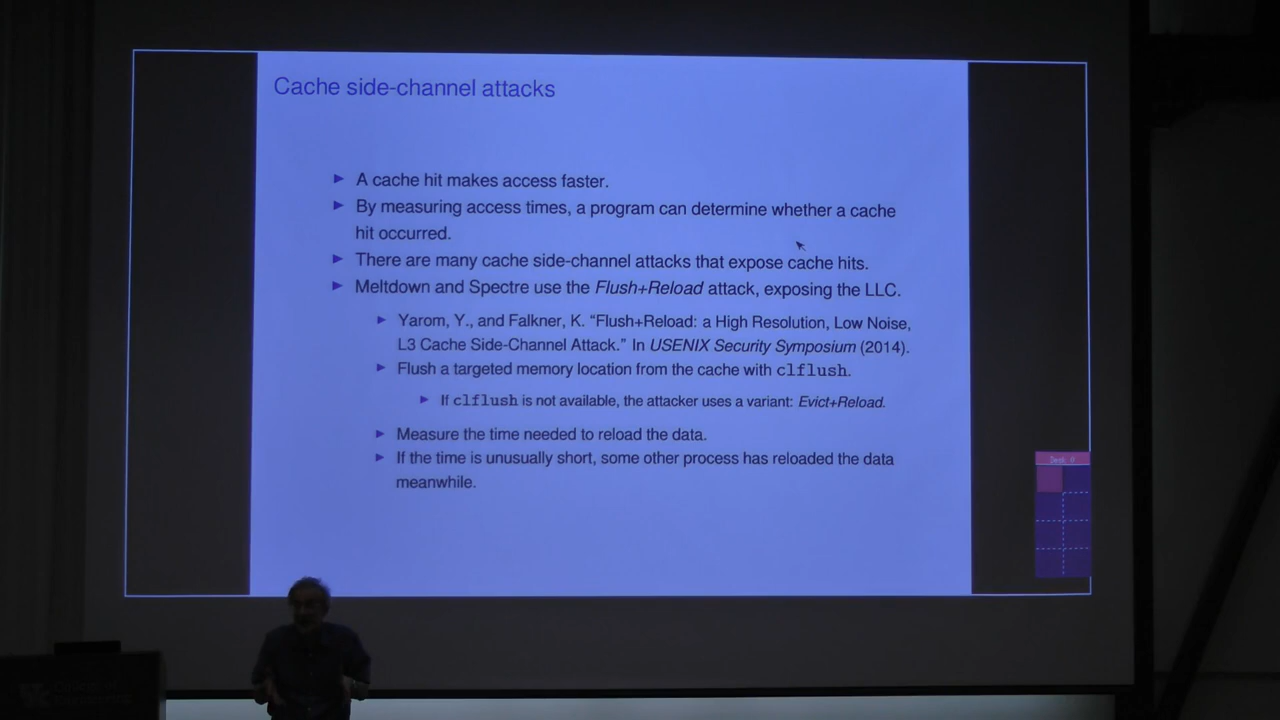 Cache side-channel attacks
A cache hit makes access faster.
By measuring access times, a program can determine whether a cache
hit occurred.
There are many cache side-channel attacks that expose cache hits.
Meltdown and Spectre use the Flush+Reload attack, exposing the LLC.
Yarom, Y., and Falkner, K. “Flush+Reload: a High Resolution, Low Noise,
L3 Cache Side-Channel Attack.” In USENIX Security Symposium (2014).
Flush a targeted memory location from the cache with clflush.
If clflush is not available, the attacker uses a variant: Evict+Reload.
Measure the time needed to reload the data.
If the time is unusually short, some other process has reloaded the data
meanwhile.
Desk 0